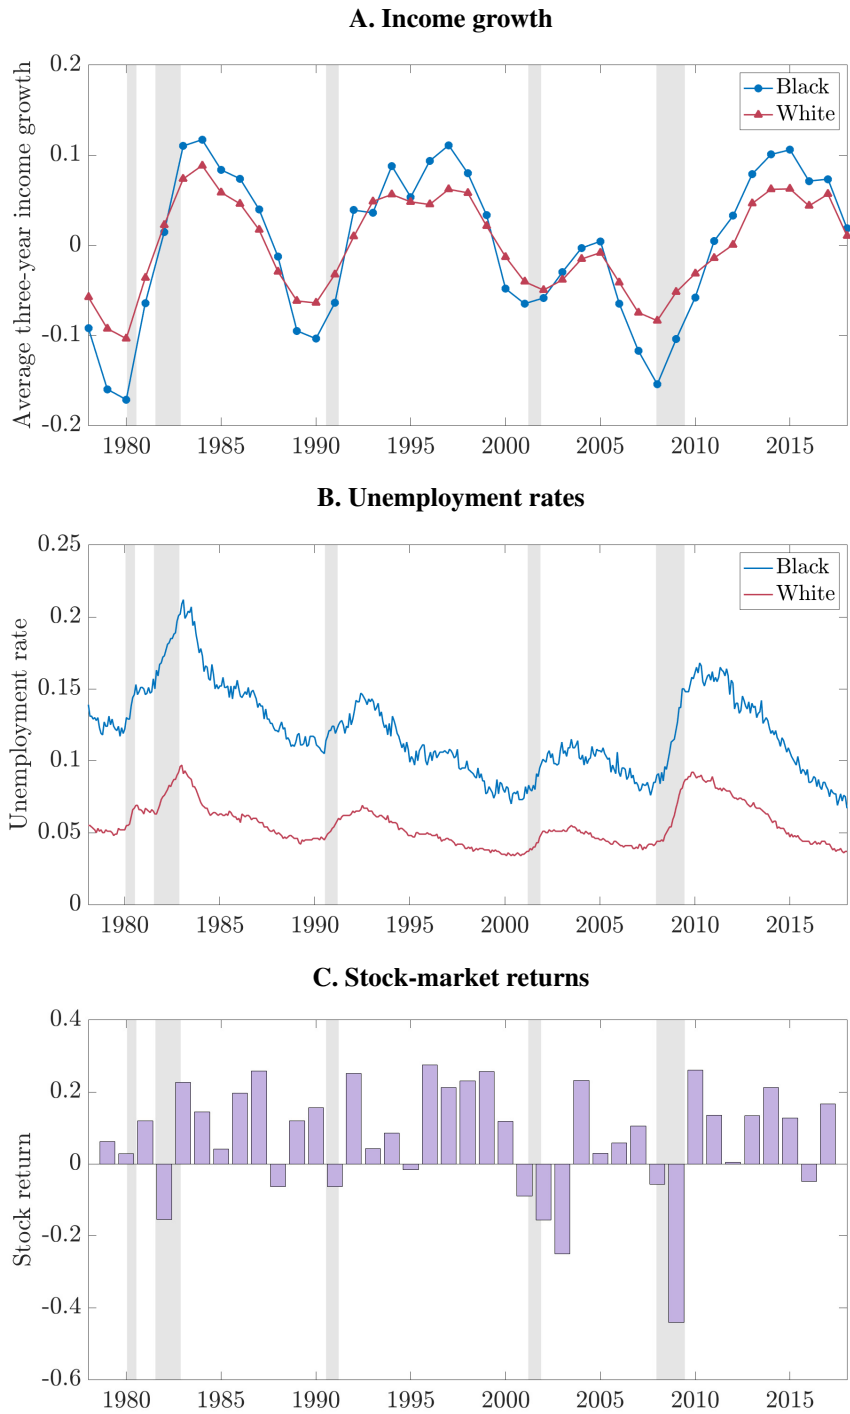 A. Income growth
Average three-year income growth
0.2
0.1
0
-0.1
-0.2
Black
White
1980 1985 1990 1995 2000 2005 2010 2015
B. Unemployment rates
Unemployment rate
0.25
0.2
0.15
0.1
0.05
0
Black
White
1980 1985 1990 1995 2000 2005 2010 2015
C. Stock-market returns
Stock return
0.4
0.2
0
-0.2
-0.4
-0.6
1980 1985 1990 1995 2000 2005 2010 2015